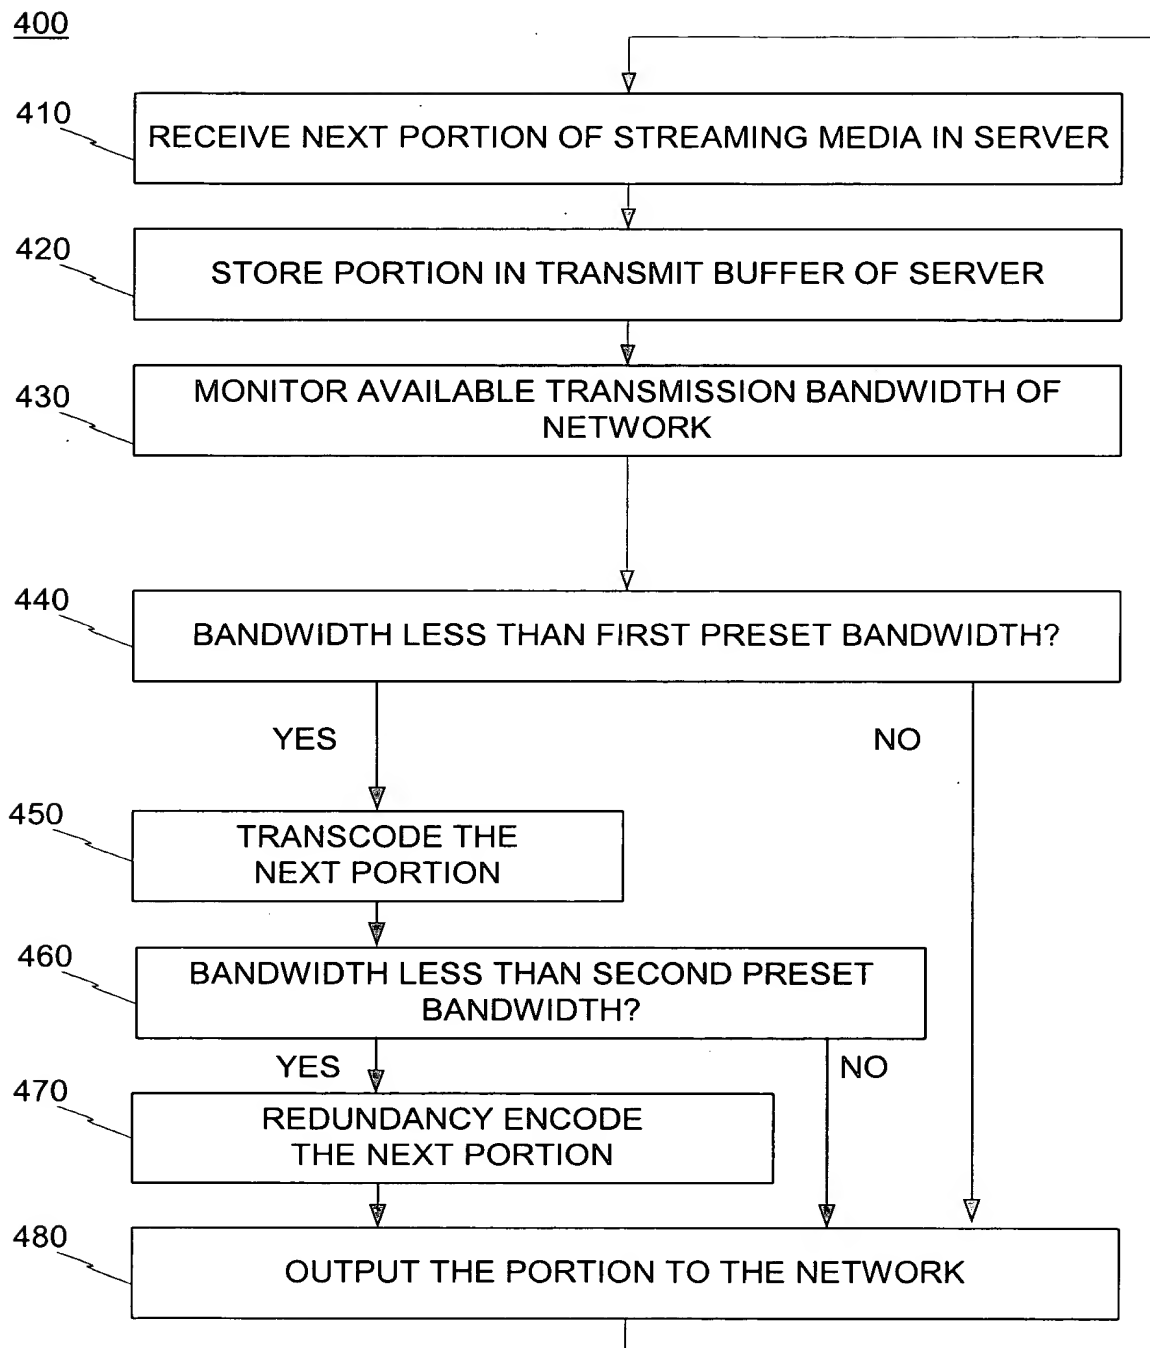 400
410
RECEIVE NEXT PORTION OF STREAMING MEDIA IN SERVER
420
STORE PORTION IN TRANSMIT BUFFER OF SERVER
430
MONITOR AVAILABLE TRANSMISSION BANDWIDTH OF
NETWORK
440
BANDWIDTH LESS THAN FIRST PRESET BANDWIDTH?
YES
NO
450
TRANSCODE THE
NEXT PORTION
460
BANDWIDTH LESS THAN SECOND PRESET
BANDWIDTH?
YES
NO
470
REDUNDANCY ENCODE
THE NEXT PORTION
480
OUTPUT THE PORTION TO THE NETWORK